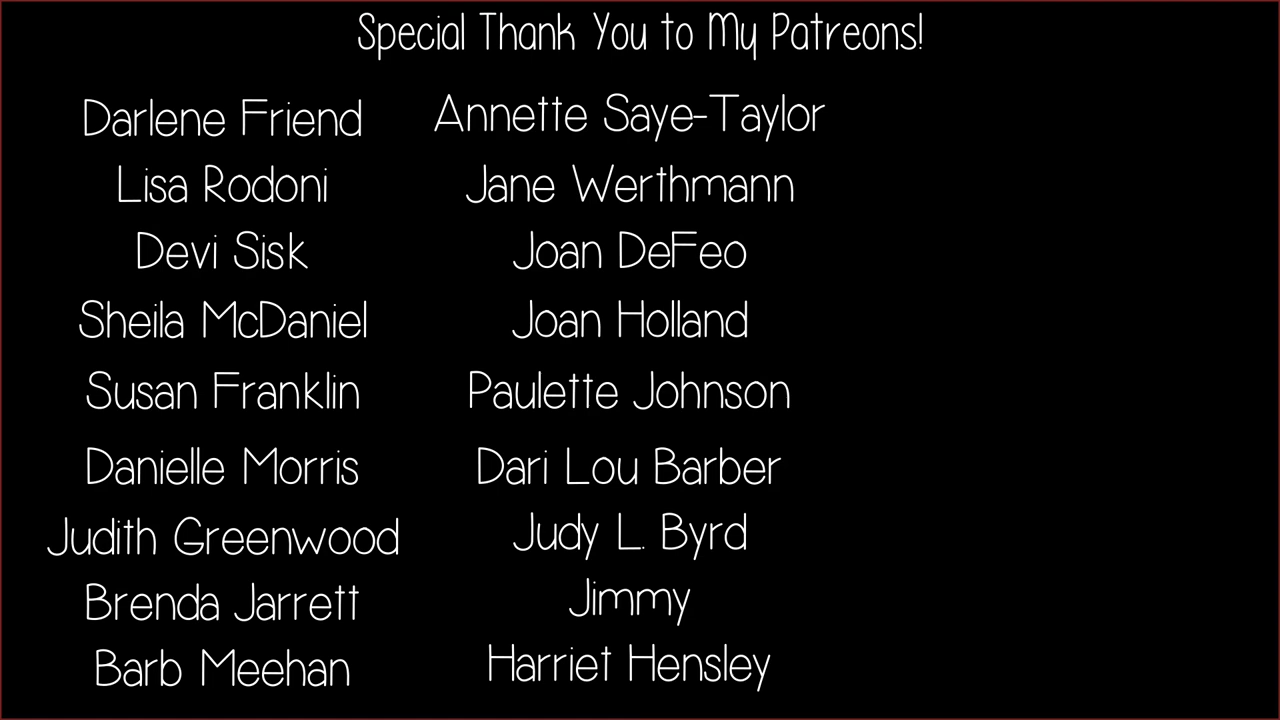 Special Thank You to My Patreons!
Darlene Friend
Lisa Rodoni
Devi Sisk
Sheila McDaniel
Susan Franklin
Danielle Morris
Judith Greenwood
Brenda Jarrett
Barb Meehan
Annette Saye-Taylor
Jane Werthmann
Joan DeFeo
Joan Holland
Paulette Johnson
Dari Lou Barber
Judy L. Byrd
Jimmy
Harriet Hensley